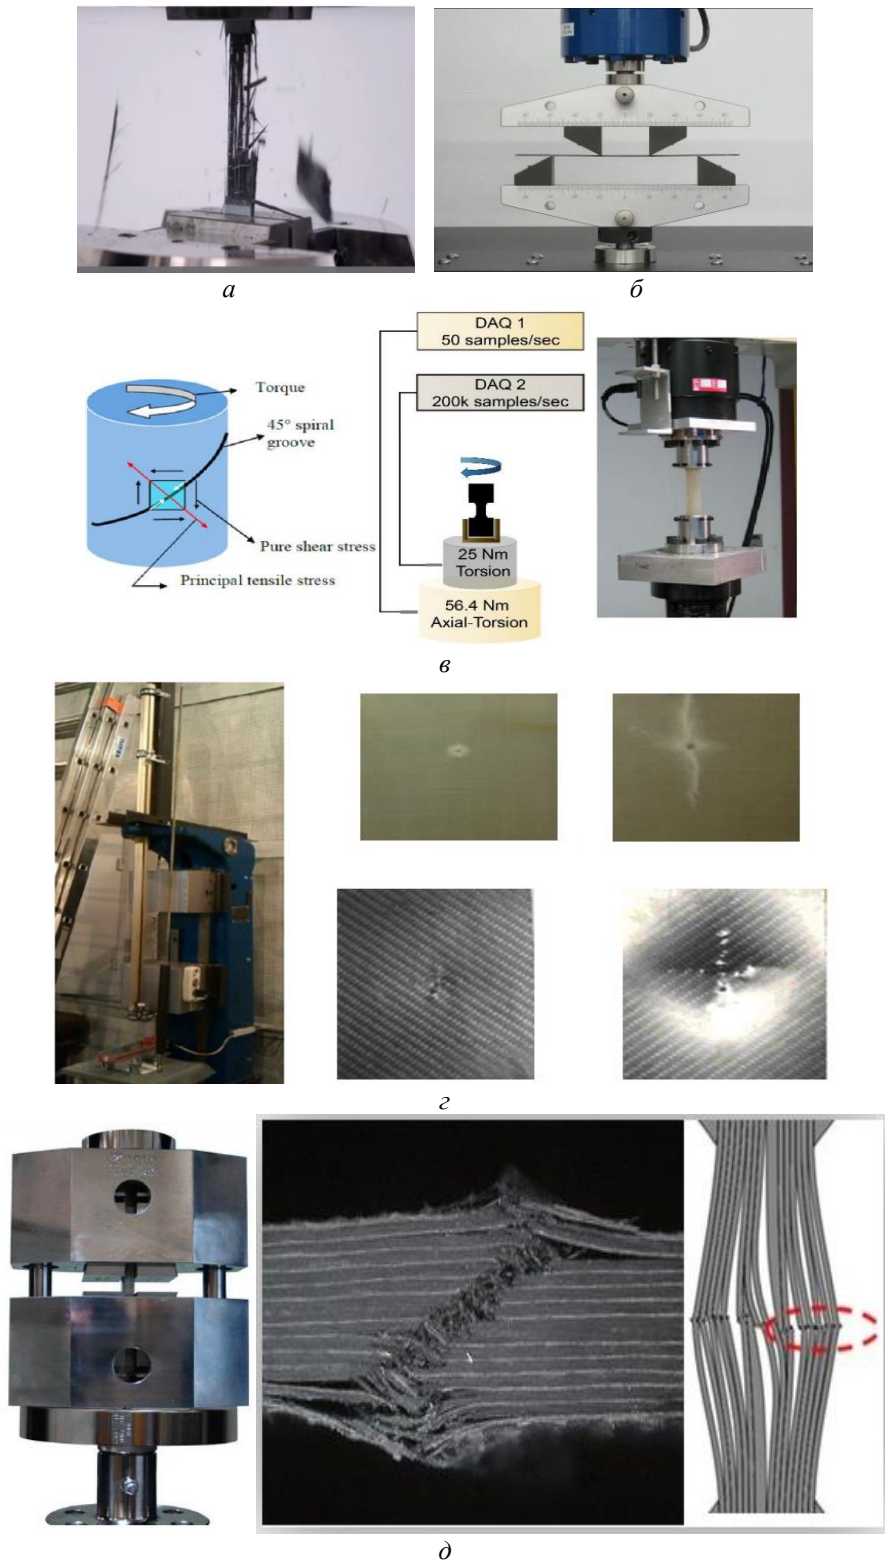 а
б
DAQ 1
50 samples/sec
DAQ 2
200k samples/sec
Torque
45° spiral
groove
Pure shear stress
Principal tensile stress
25 Nm
Torsion
56.4 Nm
Axial-Torsion
в
г
д